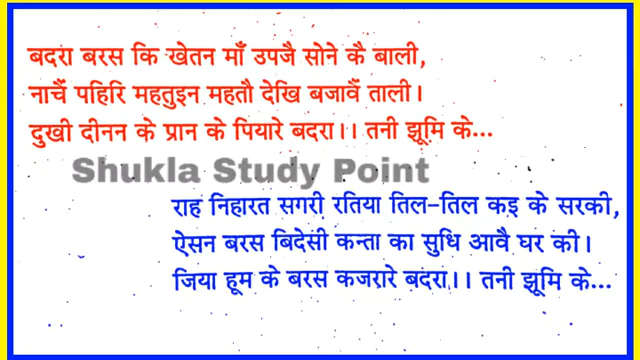 बदरा बरस कि खेतन माँ उपजै सोने कै बाली,
नाचैं पहिरि महतुइन महतौ देखि बजावैं ताली।
दुखी दीनन के प्रान के पियारे बदरा।। तनी झूमि के...
Shukla Study Point
राह निहारत सगरी रतिया तिल-तिल कइ के सरकी,
ऐसन बरस बिदेसी कन्ता का सुधि आवै घर की।
जिया हूम के बरस कजरारे बदरा।। तनी झूमि के...